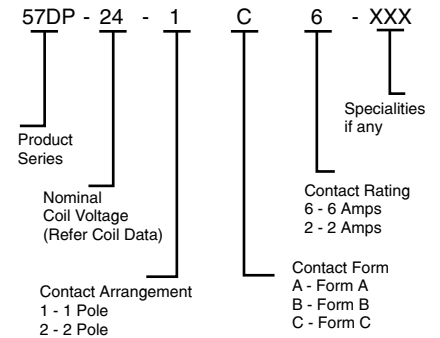 57DP - 24 - 1 C 6 - XXX
Specialities
if any
Product
Series
Nominal
Coil Voltage
(Refer Coil Data)
Contact Rating
6 - 6 Amps
2 - 2 Amps
Contact Arrangement
1 - 1 Pole
2 - 2 Pole
Contact Form
A - Form A
B - Form B
C - Form C